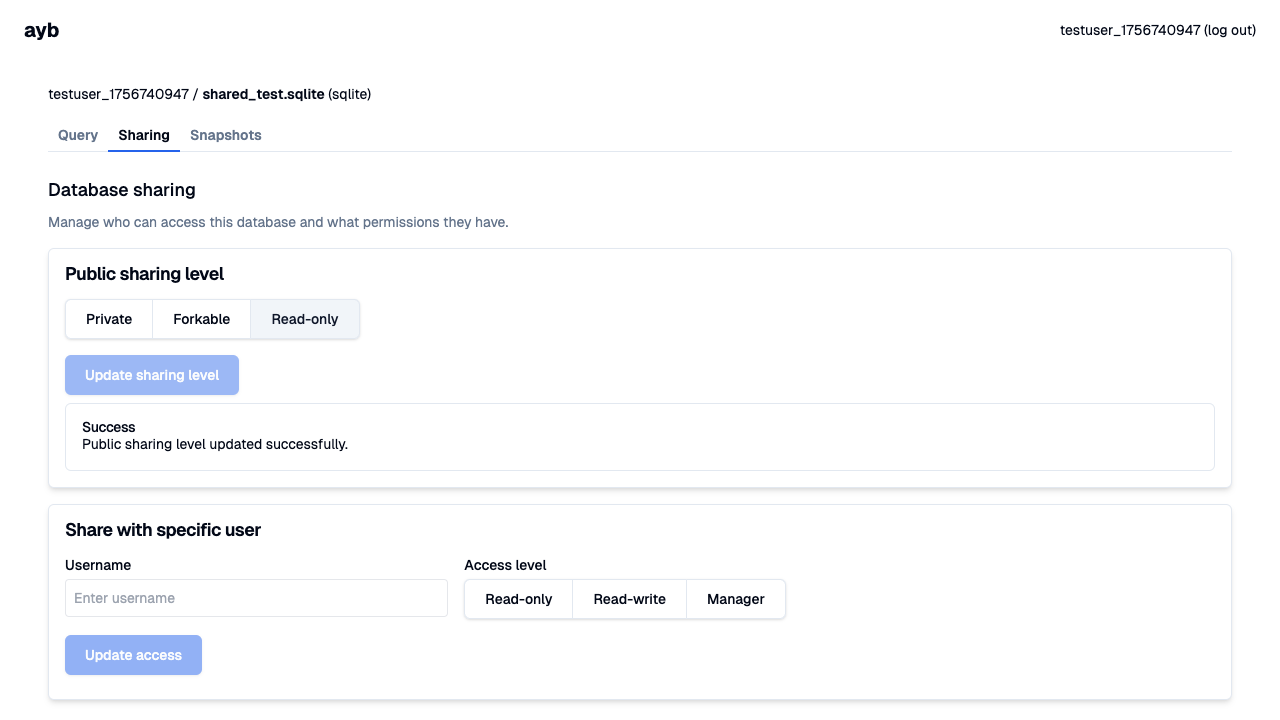 ayb
testuser_1756740947 (log out)
testuser_1756740947 / shared_test.sqlite (sqlite)
Query Sharing Snapshots
Database sharing
Manage who can access this database and what permissions they have.
Public sharing level
Private Forkable Read-only
Update sharing level
Success
Public sharing level updated successfully.
Share with specific user
Username
Enter username
Access level
Read-only Read-write Manager
Update access